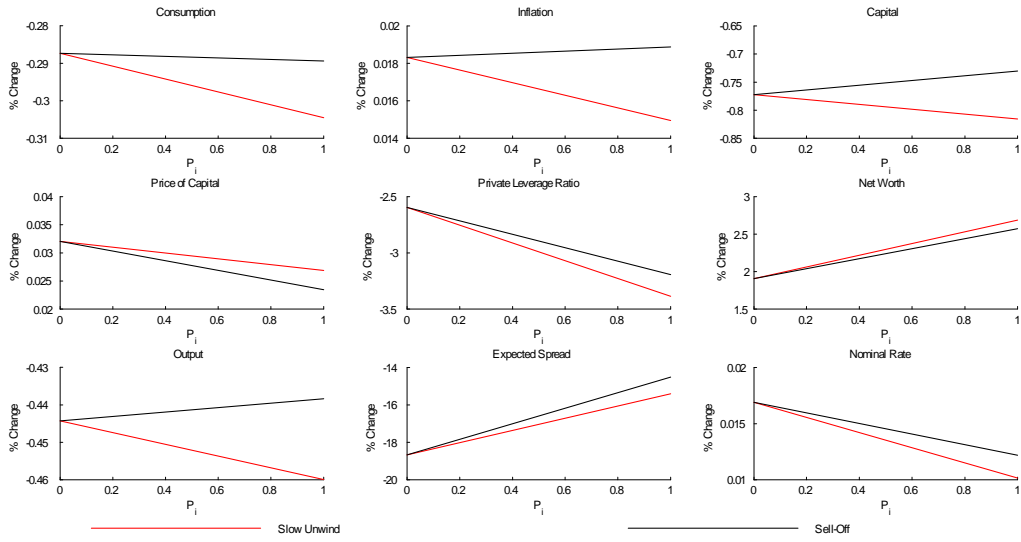 Consumption
Inflation
Capital
-0.28
-0.29
-0.3
-0.31
% Change
0 0.2 0.4 0.6 0.8 1
P_i
0.02
0.018
0.016
0.014
% Change
0 0.2 0.4 0.6 0.8 1
P_i
-0.65
-0.7
-0.75
-0.8
-0.85
% Change
0 0.2 0.4 0.6 0.8 1
P_i
Price of Capital
Private Leverage Ratio
Net Worth
0.04
0.035
0.03
0.025
0.02
% Change
0 0.2 0.4 0.6 0.8 1
P_i
-2.5
-3
-3.5
% Change
0 0.2 0.4 0.6 0.8 1
P_i
3
2.5
2
1.5
% Change
0 0.2 0.4 0.6 0.8 1
P_i
Output
Expected Spread
Nominal Rate
-0.43
-0.44
-0.45
-0.46
% Change
0 0.2 0.4 0.6 0.8 1
P_i
-14
-16
-18
-20
% Change
0 0.2 0.4 0.6 0.8 1
P_i
0.02
0.015
0.01
% Change
0 0.2 0.4 0.6 0.8 1
P_i
Slow Unwind
Sell-Off